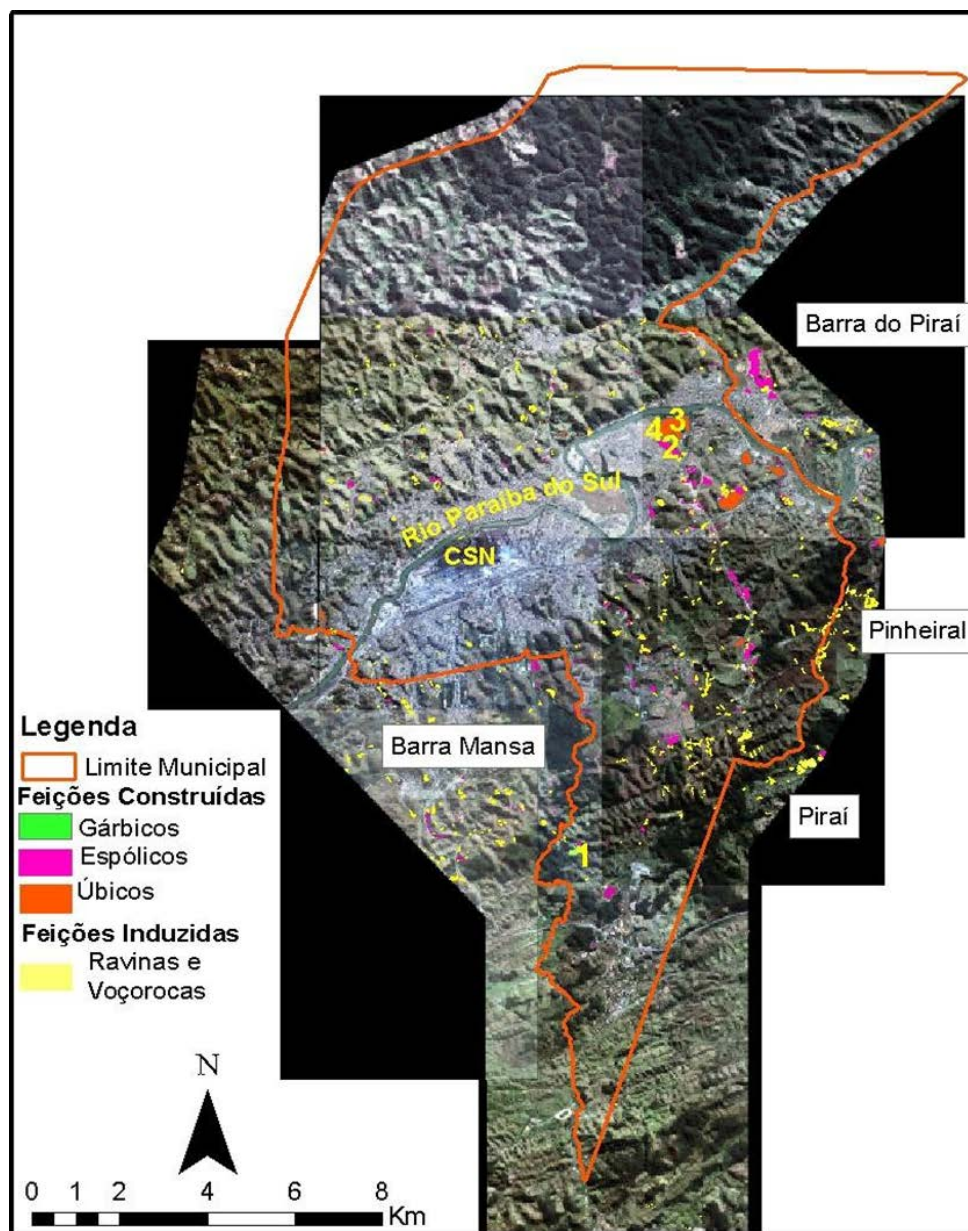 Barra do Piraí
3
4
2
Rio Paraiba do Sul
CSN
Pinheiral
Barra Mansa
Piraí
1
Legenda
Limite Municipal
Feições Construídas
Gárbicos
Espólicos
Úbicos
Feições Induzidas
Ravinas e
Voçorocas
N
0 1 2 4 6 8
Km